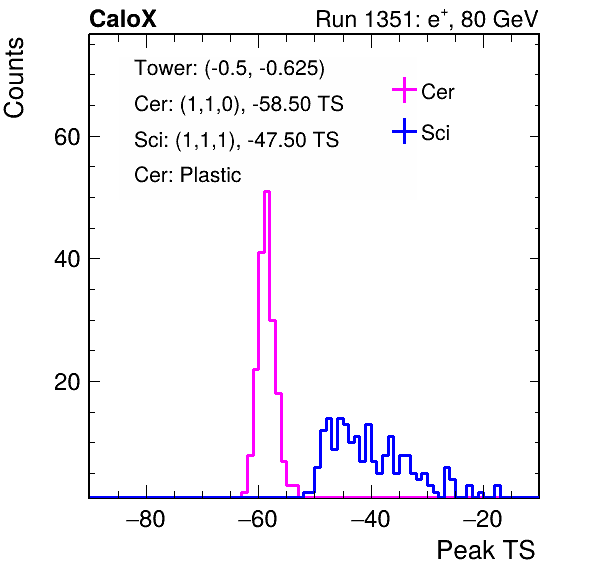 CaloX Run 1351: e⁺, 80 GeV
Counts
Tower: (-0.5, -0.625)
Cer: (1,1,0), -58.50 TS
Sci: (1,1,1), -47.50 TS
Cer: Plastic
Cer
Sci
60
40
20
−80 −60 −40 −20
Peak TS